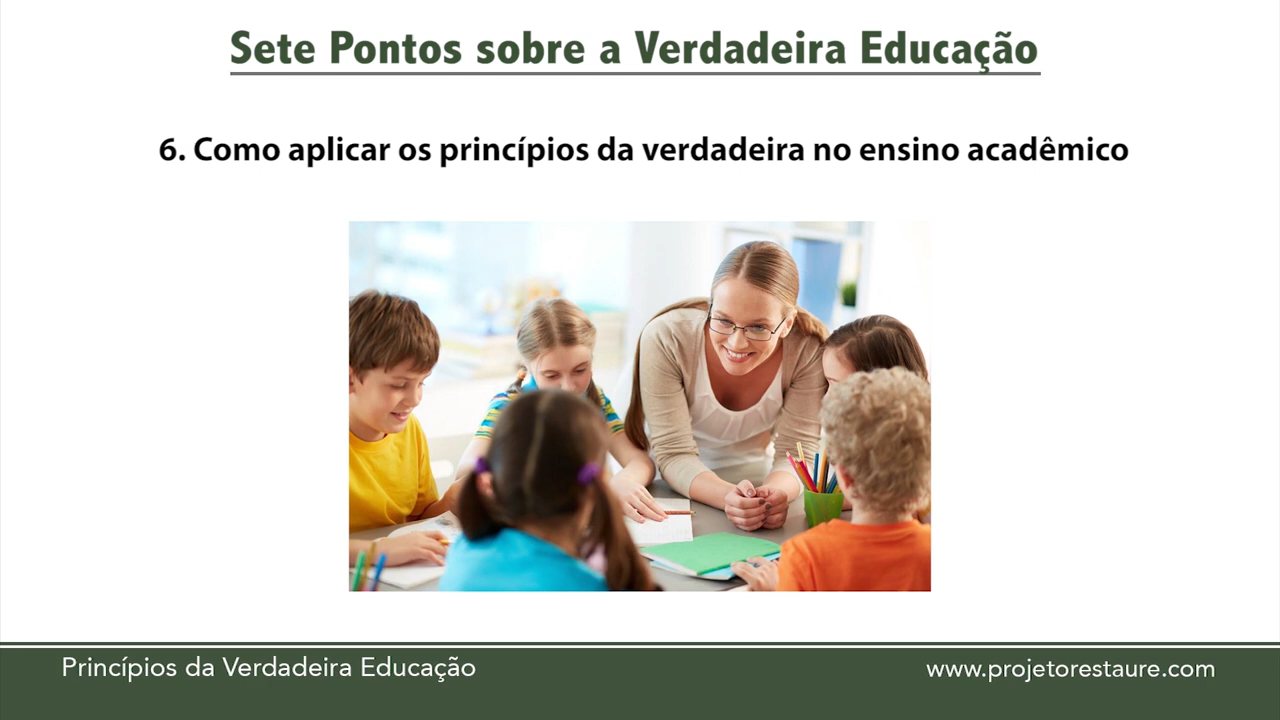 Sete Pontos sobre a Verdadeira Educação
6. Como aplicar os princípios da verdadeira no ensino acadêmico
Princípios da Verdadeira Educação
www.projetorestaure.com